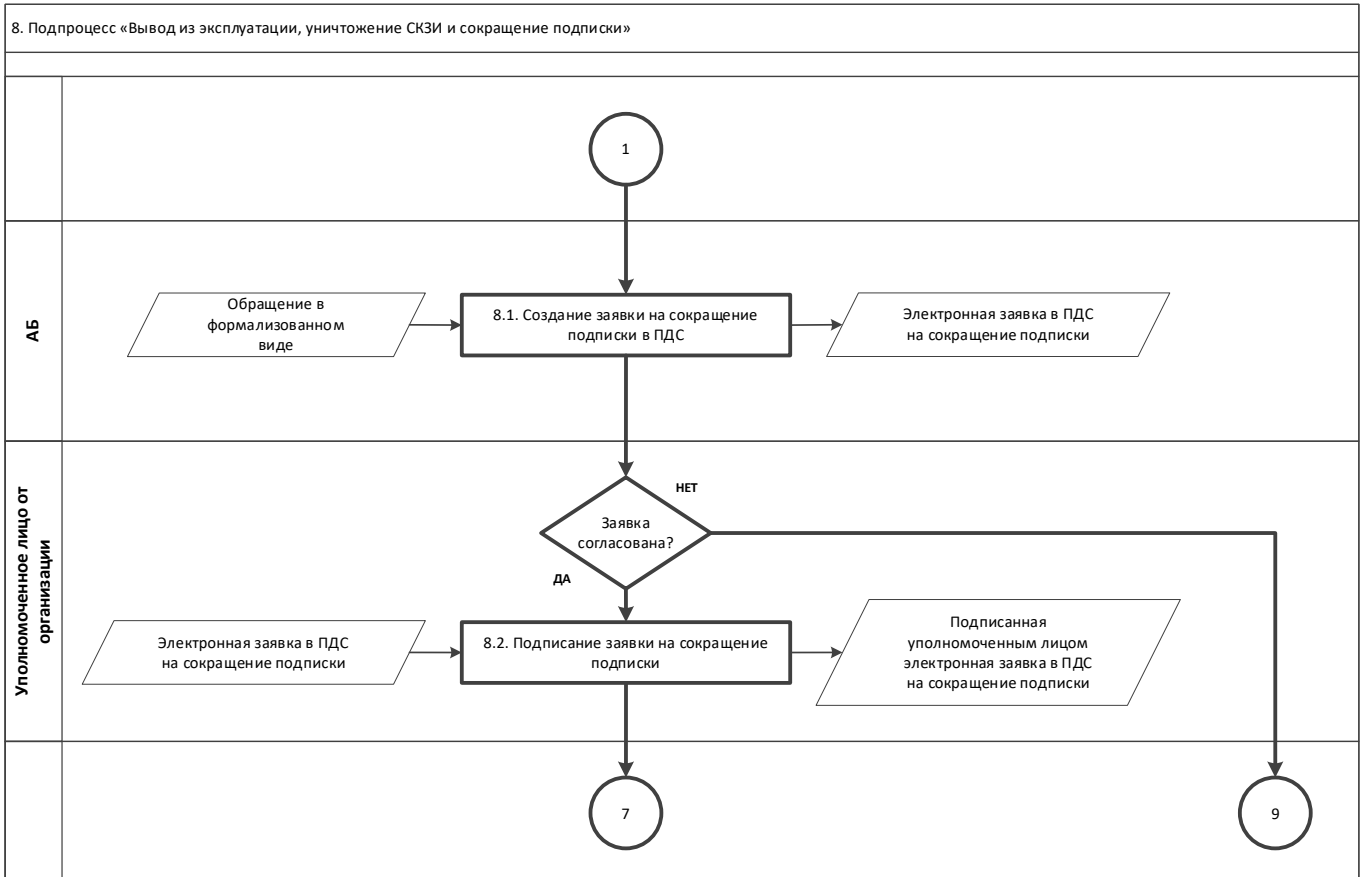 8. Подпроцесс «Вывод из эксплуатации, уничтожение СКЗИ и сокращение подписки»
1
АБ
Обращение в
формализованном
виде
8.1. Создание заявки на сокращение
подписки в ПДС
Электронная заявка в ПДС
на сокращение подписки
Уполномоченное лицо от
организации
Заявка
согласована?
НЕТ
ДА
Электронная заявка в ПДС
на сокращение подписки
8.2. Подписание заявки на сокращение
подписки
Подписанная
уполномоченным лицом
электронная заявка в ПДС
на сокращение подписки
7
9